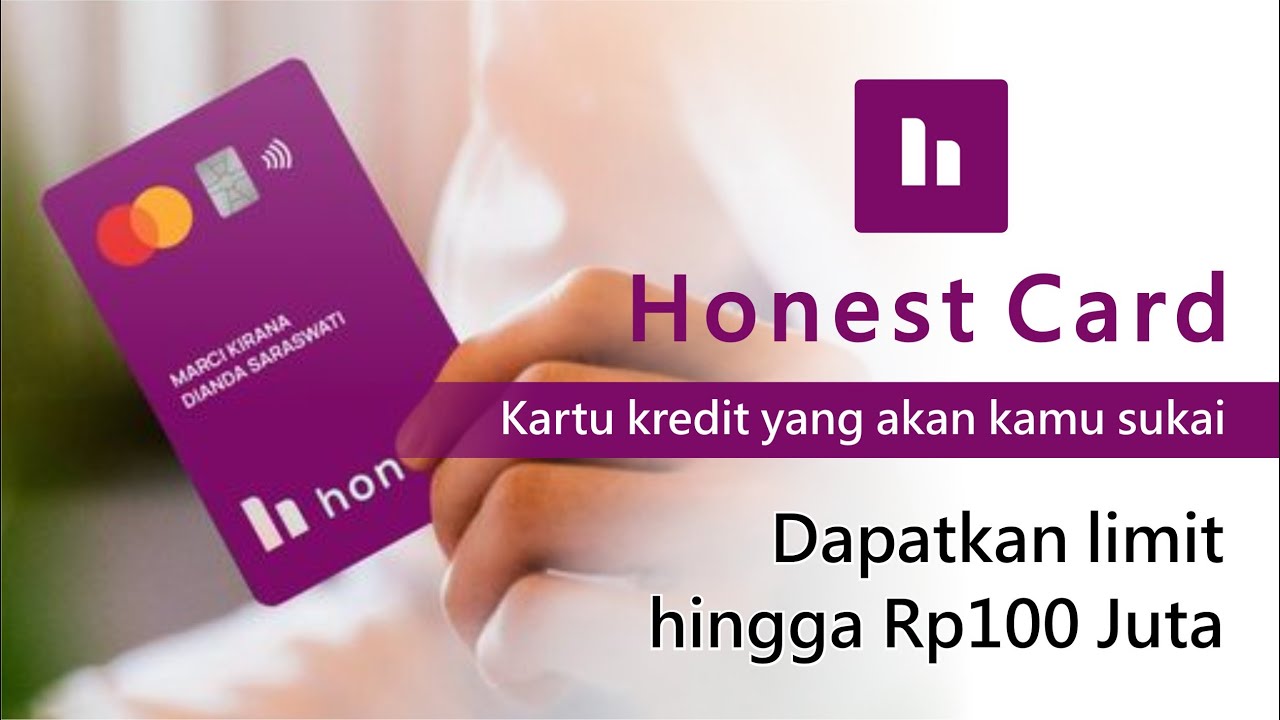 MARCI KIRANA
DIANDA SARASWATI
hon
Honest Card
Kartu kredit yang akan kamu sukai
Dapatkan limit
hingga Rp100 Juta